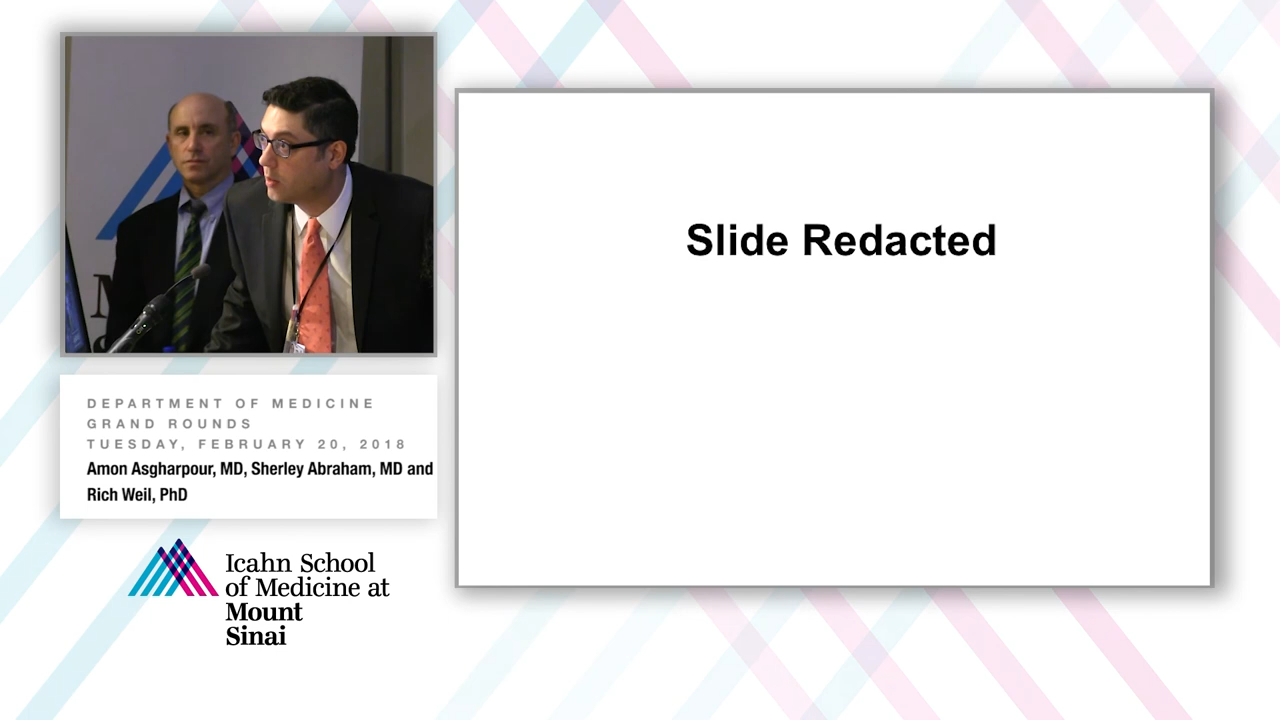 Slide Redacted
DEPARTMENT OF MEDICINE
GRAND ROUNDS
TUESDAY, FEBRUARY 20, 2018
Amon Asgharpour, MD, Sherley Abraham, MD and
Rich Weil, PhD
Icahn School
of Medicine at
Mount
Sinai